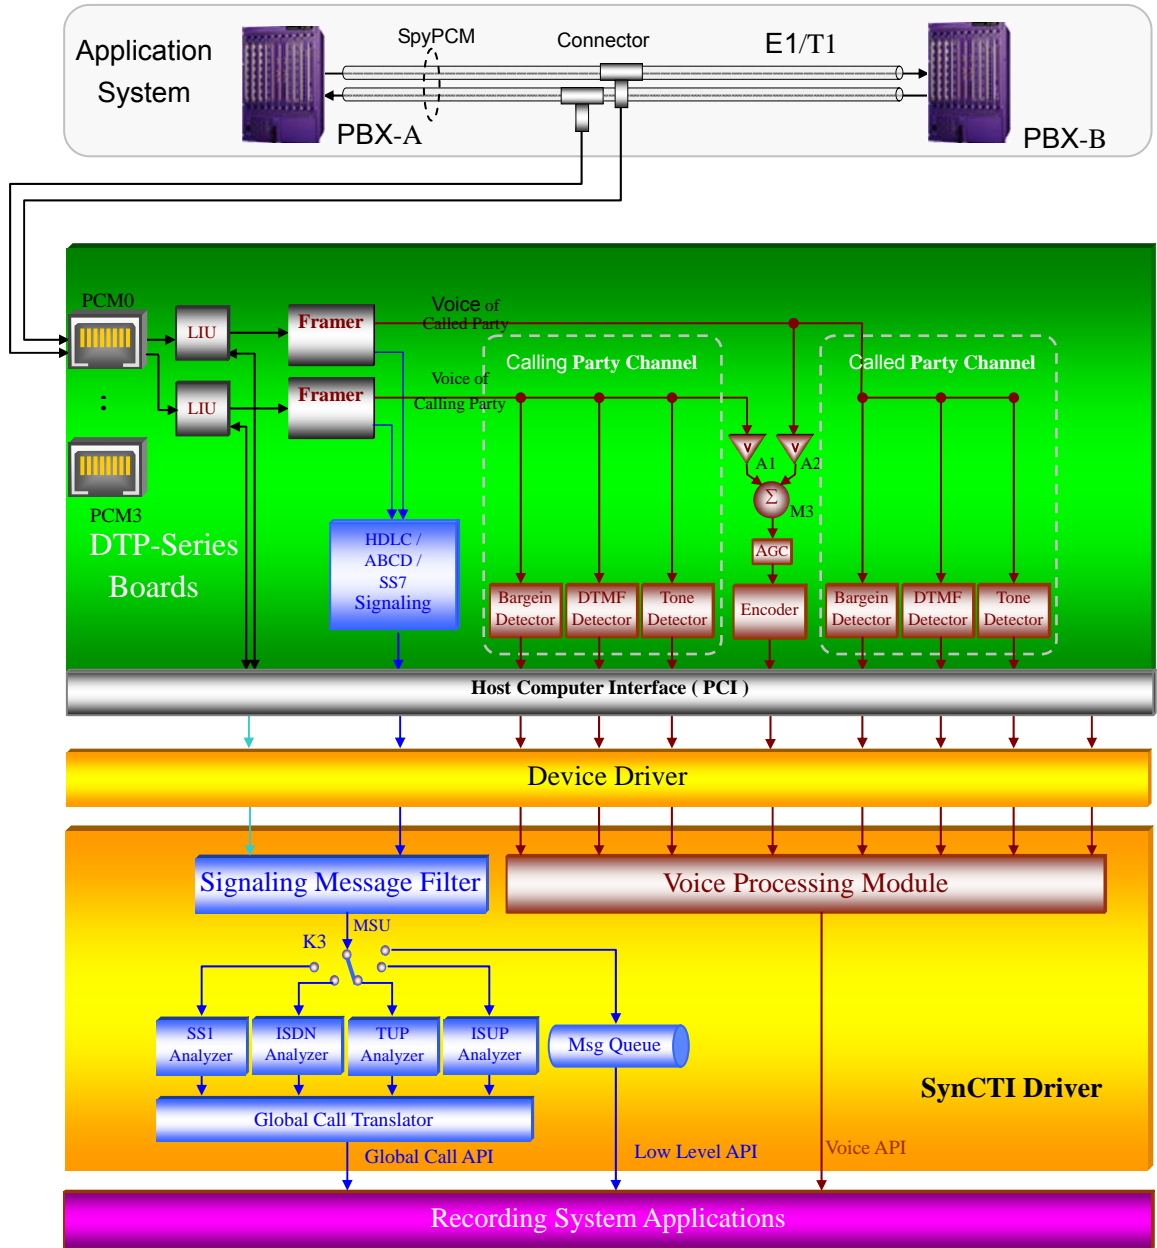 Application
System
SpyPCM
Connector
E1/T1
PBX-A
PBX-B
PCM0
LIU
Framer
Voice of
Called Party
Calling Party Channel
Called Party Channel
LIU
Framer
Voice of
Calling Party
:
PCM3
V
V
A1
A2
Σ
M3
DTP-Series
Boards
HDLC /
ABCD /
SS7
Signaling
AGC
Bargein
Detector
DTMF
Detector
Tone
Detector
Encoder
Bargein
Detector
DTMF
Detector
Tone
Detector
Host Computer Interface ( PCI )
Device Driver
Signaling Message Filter
Voice Processing Module
MSU
K3
SS1
Analyzer
ISDN
Analyzer
TUP
Analyzer
ISUP
Analyzer
Msg Queue
SynCTI Driver
Global Call Translator
Global Call API
Low Level API
Voice API
Recording System Applications